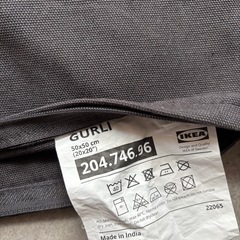 GURLI
50x50 cm
(20x20")
204.746.96
IKEA
Design and Quality
IKEA of Sweden
22065
Made in India